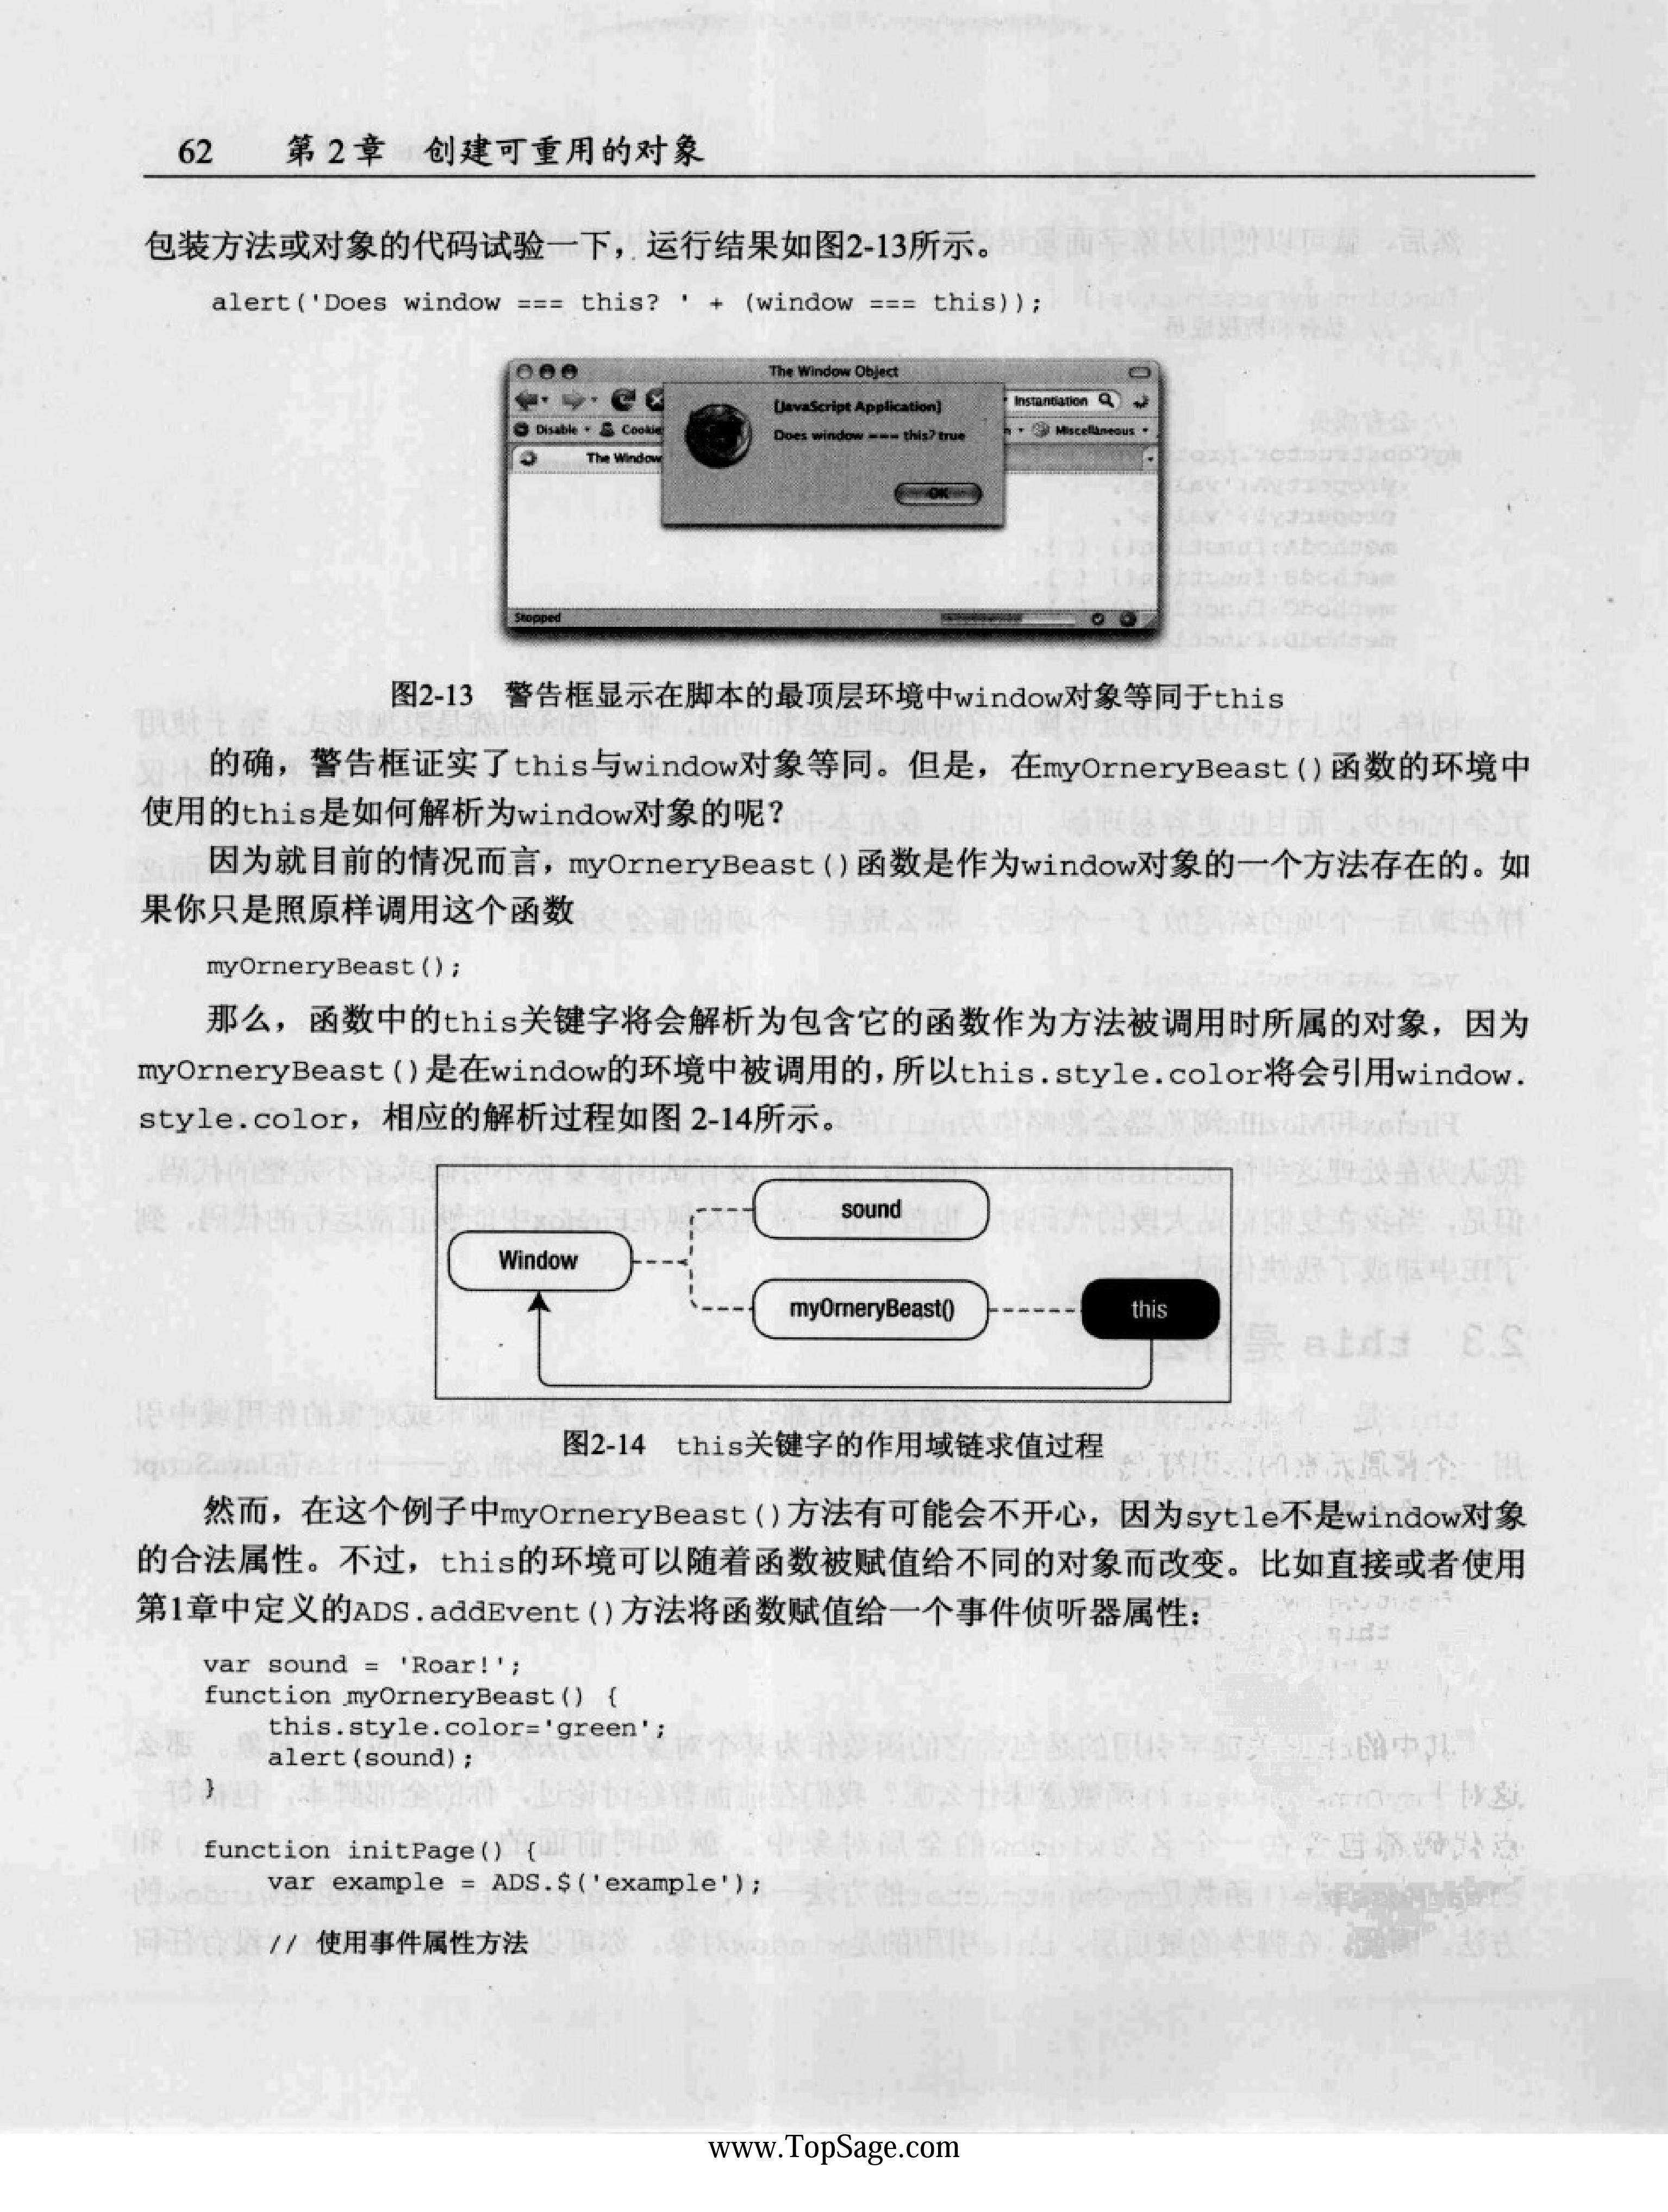 62 第 2 章 创建可重用的对象
包装方法或对象的代码试验一下，运行结果如图2-13所示。
alert('Does window === this? ' + (window === this));
The Window Object
[JavaScript Application]
Instantiation
Disable
Cookie
Does window === this? true
Miscellaneous
The Window
OK
Stopped
图2-13 警告框显示在脚本的最顶层环境中window对象等同于this
的确，警告框证实了this与window对象等同。但是，在myOrneryBeast()函数的环境中
使用的this是如何解析为window对象的呢？
因为就目前的情况而言，myOrneryBeast()函数是作为window对象的一个方法存在的。如
果你只是照原样调用这个函数
myOrneryBeast();
那么，函数中的this关键字将会解析为包含它的函数作为方法被调用时所属的对象，因为
myOrneryBeast()是在window的环境中被调用的，所以this.style.color将会引用window.
style.color，相应的解析过程如图 2-14所示。
sound
Window
myOrneryBeast()
this
图2-14 this关键字的作用域链求值过程
然而，在这个例子中myOrneryBeast()方法有可能会不开心，因为sytle不是window对象
的合法属性。不过，this的环境可以随着函数被赋值给不同的对象而改变。比如直接或者使用
第1章中定义的ADS.addEvent()方法将函数赋值给一个事件侦听器属性：
var sound = 'Roar!';
function myOrneryBeast() {
this.style.color='green';
alert(sound);
}
function initPage() {
var example = ADS.$('example');
// 使用事件属性方法
www.TopSage.com